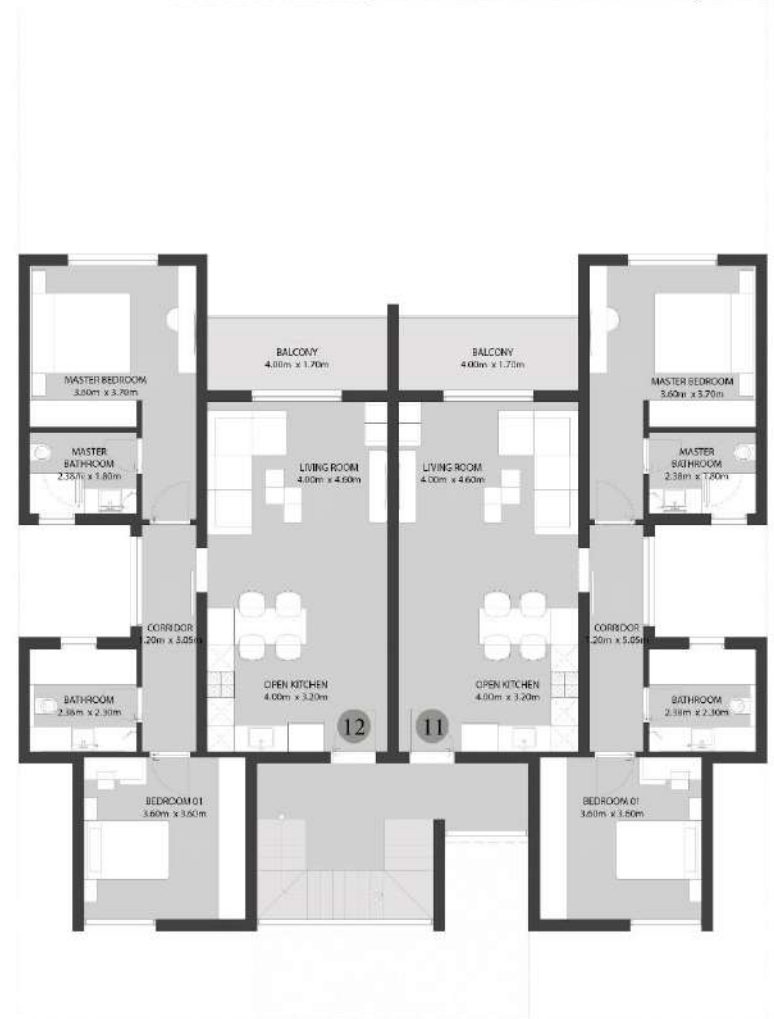 MASTER BEDROOM
3.60m x 3.70m
BALCONY
4.00m x 1.70m
BALCONY
4.00m x 1.70m
MASTER BEDROOM
3.60m x 3.70m
MASTER
BATHROOM
2.38m x 1.80m
LIVING ROOM
4.00m x 4.60m
LIVING ROOM
4.00m x 4.60m
MASTER
BATHROOM
2.38m x 1.80m
CORRIDOR
1.20m x 5.05m
CORRIDOR
1.20m x 5.05m
BATHROOM
2.38m x 2.30m
OPEN KITCHEN
4.00m x 3.20m
OPEN KITCHEN
4.00m x 3.20m
BATHROOM
2.38m x 2.30m
12
11
BEDROOM 01
3.60m x 3.60m
BEDROOM 01
3.60m x 3.60m